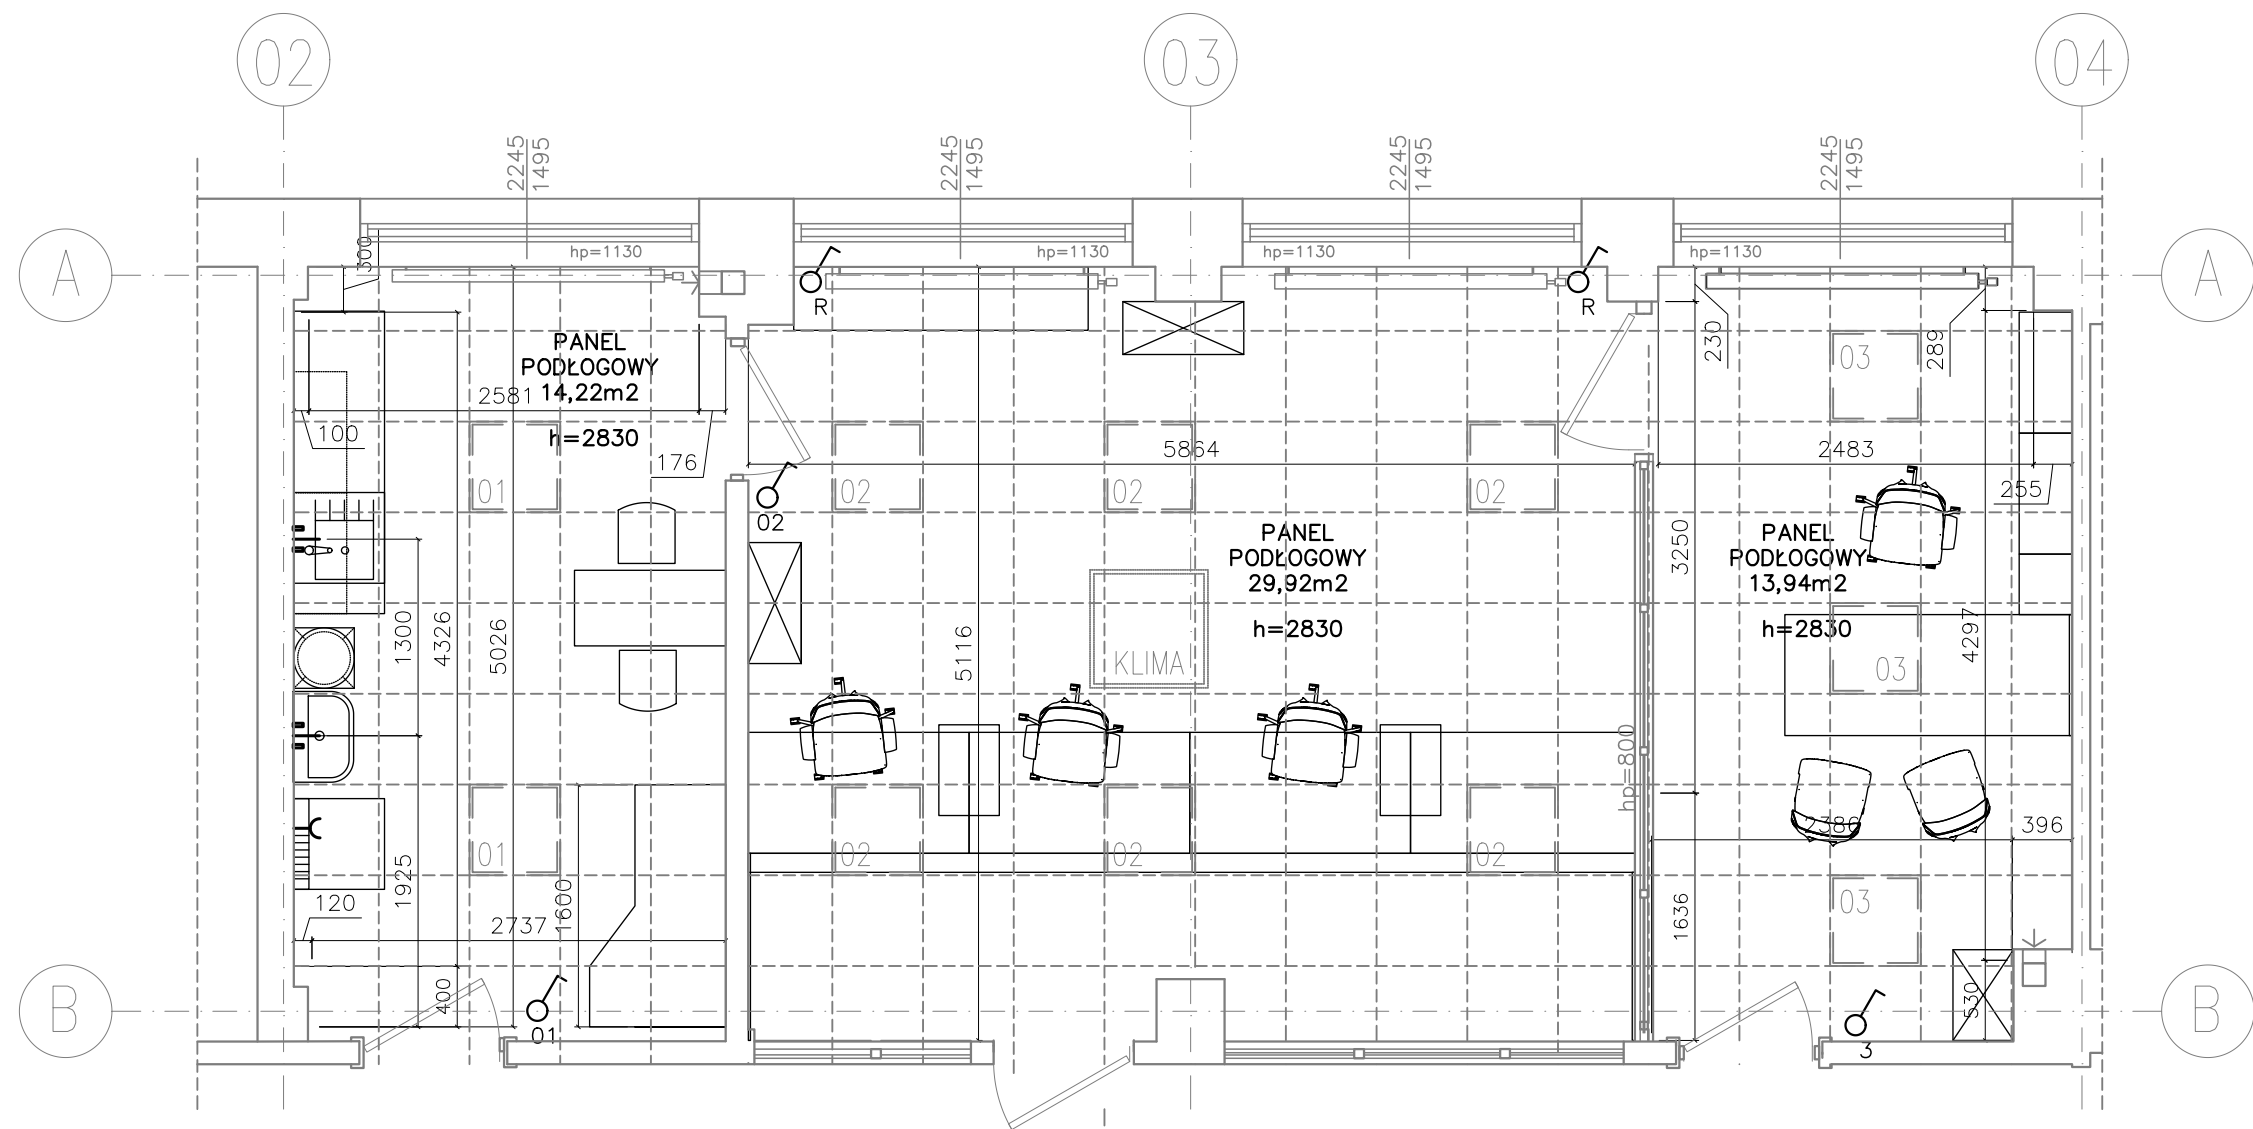 02
03
04
2245
1495
2245
1495
2245
1495
2245
1495
A
A
300
hp=1130
hp=1130
hp=1130
hp=1130
R
R
PANEL
PODŁOGOWY
14,22m2
h=2830
2581
100
176
230
289
03
5864
2483
255
01
02
02
02
02
PANEL
PODŁOGOWY
29,92m2
h=2830
PANEL
PODŁOGOWY
13,94m2
h=2830
3250
1300
4326
5026
5116
4297
KLIMA
03
hp=800
2386
396
01
02
02
02
1925
120
2737
1600
1636
03
400
530
01
3
B
B